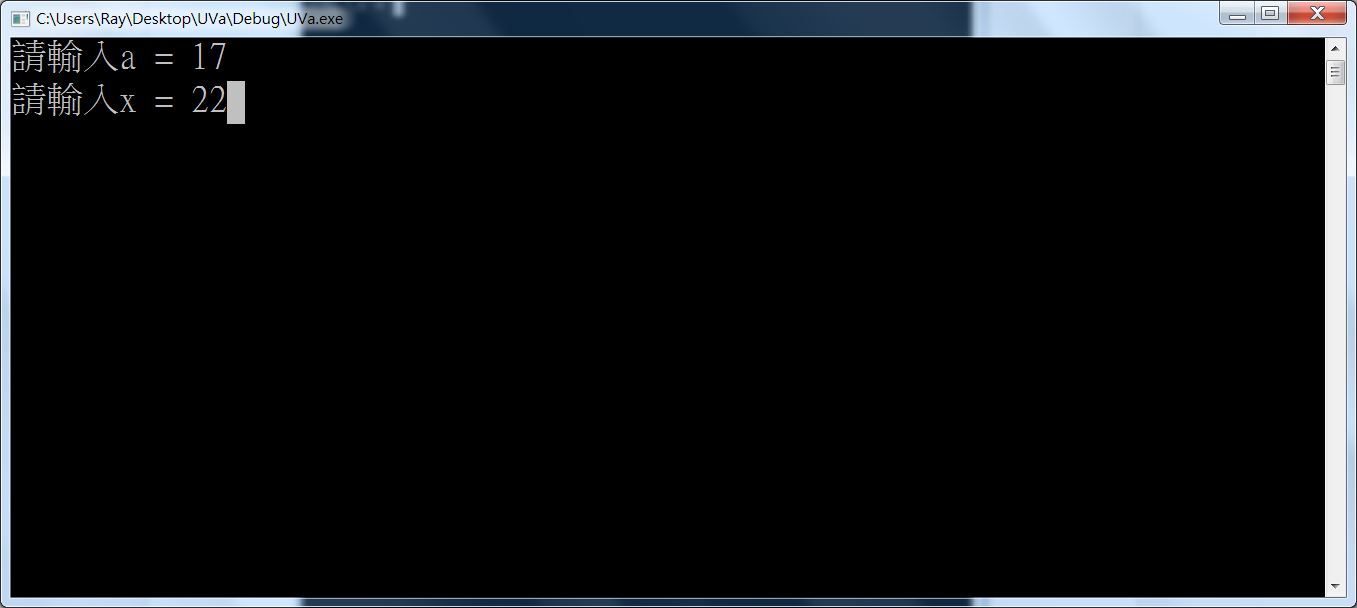 C:\Users\Ray\Desktop\UVa\Debug\UVa.exe
請輸入a = 17
請輸入x = 22